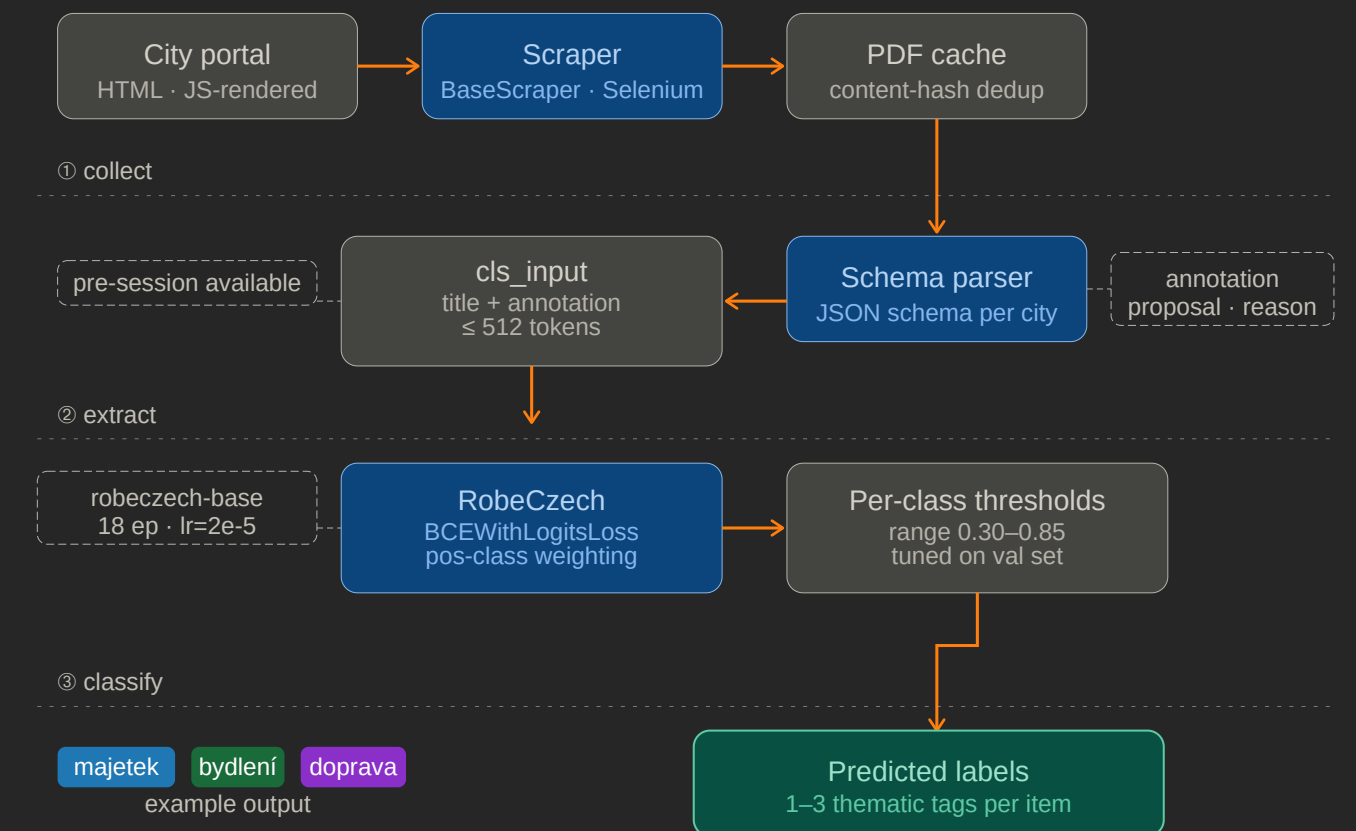 City portal
HTML · JS-rendered
Scraper
BaseScraper · Selenium
PDF cache
content-hash dedup
① collect
pre-session available
cls_input
title + annotation
≤ 512 tokens
Schema parser
JSON schema per city
annotation
proposal · reason
② extract
robeczech-base
18 ep · lr=2e-5
RobeCzech
BCEWithLogitsLoss
pos-class weighting
Per-class thresholds
range 0.30–0.85
tuned on val set
③ classify
majetek
bydlení
doprava
example output
Predicted labels
1–3 thematic tags per item